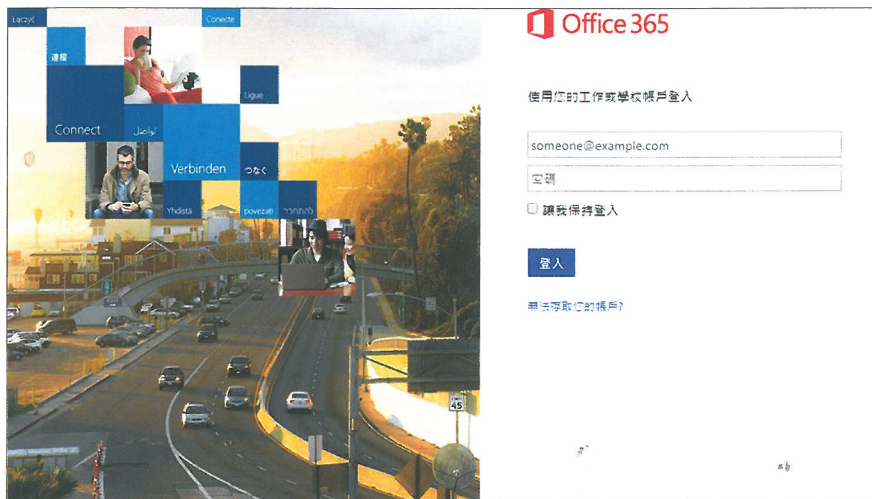 Łączyć
Conecte
連接
Ligue
Connect
تواصل
Verbinden
つなぐ
Yhdistä
povezati
להתחבר
45
Office 365
使用您的工作或學校帳戶登入
someone@example.com
密碼
讓我保持登入
登入
無法存取您的帳戶?